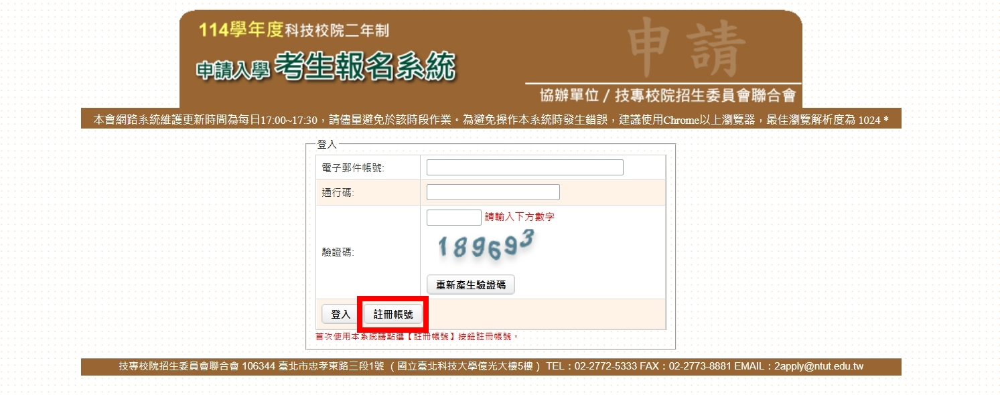 114學年度科技校院二年制
申請入學 考生報名系統
申請
協辦單位 / 技專校院招生委員會聯合會
本會網路系統維護更新時間為每日17:00~17:30，請儘量避免於該時段作業。為避免操作本系統時發生錯誤，建議使用Chrome以上瀏覽器，最佳瀏覽解析度為 1024 *
登入
電子郵件帳號:
通行碼:
請輸入下方數字
189693
驗證碼:
重新產生驗證碼
登入 註冊帳號
首次使用本系統請點選【註冊帳號】按鈕註冊帳號。
技專校院招生委員會聯合會 106344 臺北市忠孝東路三段1號 （國立臺北科技大學億光大樓5樓） TEL：02-2772-5333 FAX：02-2773-8881 EMAIL：2apply@ntut.edu.tw